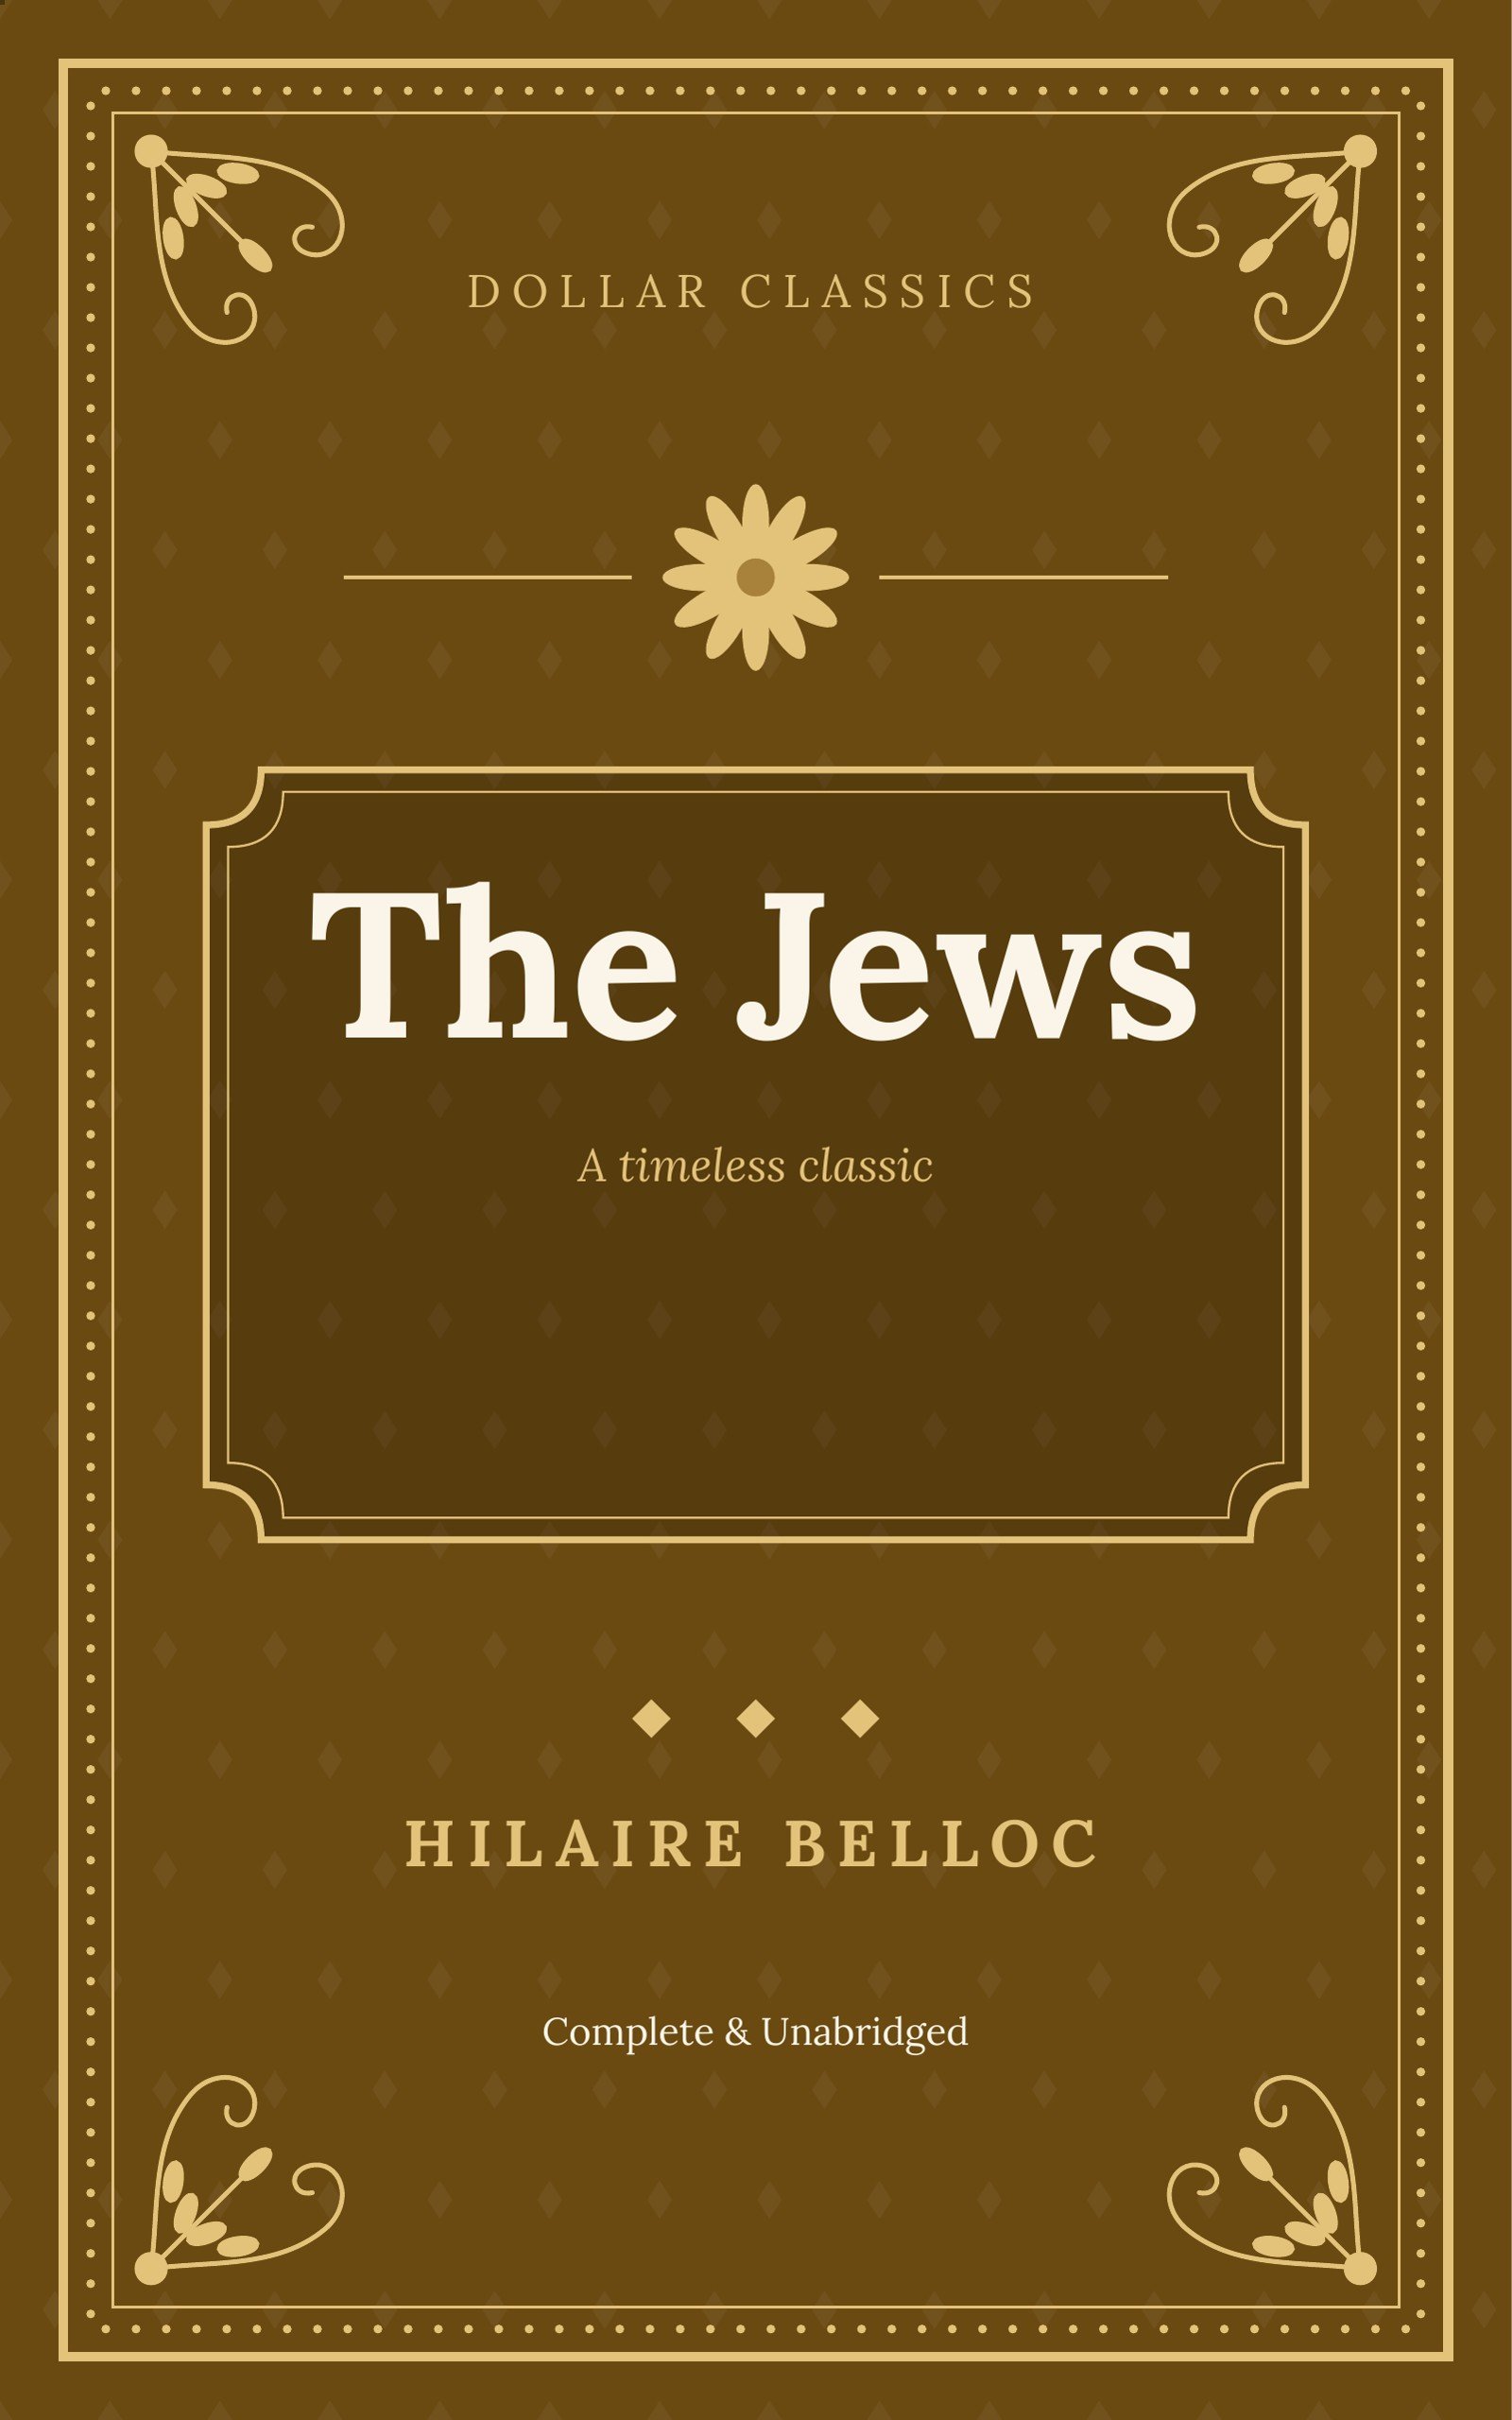 DOLLAR CLASSICS
The Jews
A timeless classic
HILAIRE BELLOC
Complete & Unabridged